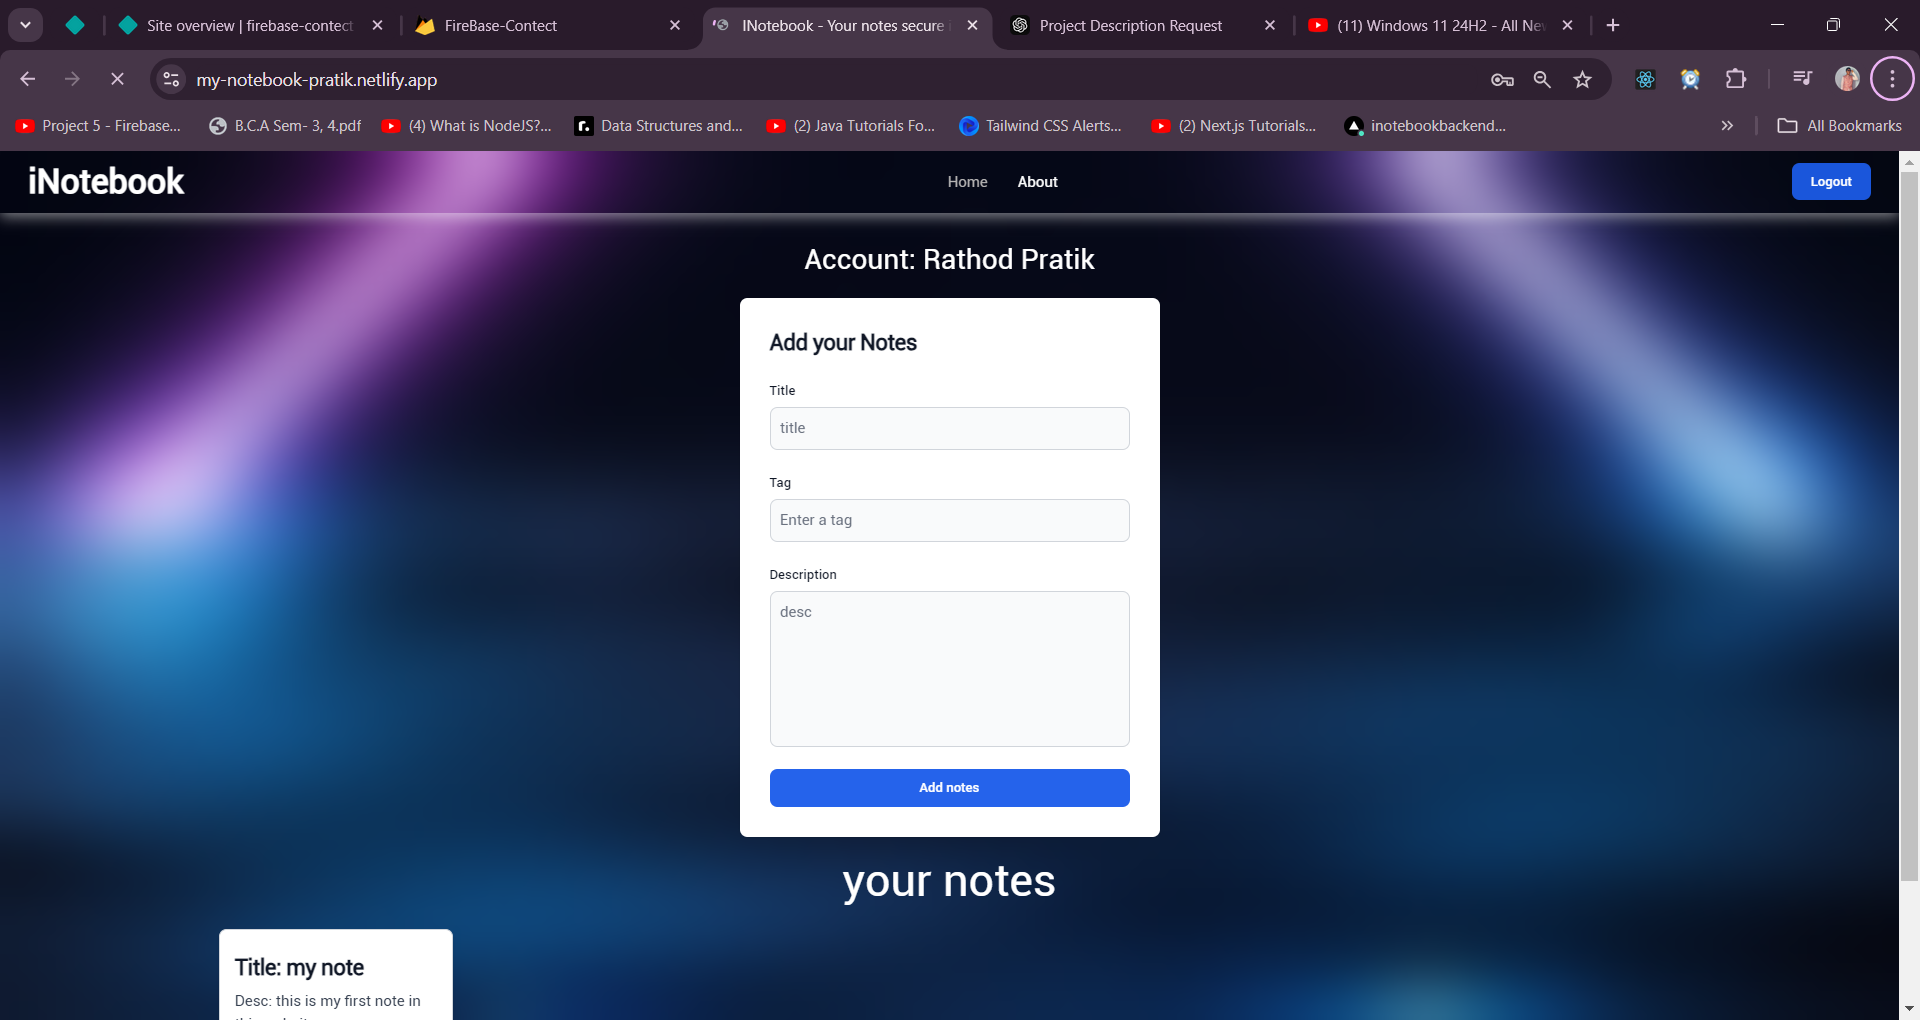 Site overview | firebase-contect
FireBase-Contect
INotebook - Your notes secure
Project Description Request
(11) Windows 11 24H2 - All Ne
my-notebook-pratik.netlify.app
Project 5 - Firebase...
B.C.A Sem- 3, 4.pdf
(4) What is NodeJS?...
Data Structures and...
(2) Java Tutorials Fo...
Tailwind CSS Alerts...
(2) Next.js Tutorials...
inotebookbackend...
All Bookmarks
iNotebook
Home
About
Logout
Account: Rathod Pratik
Add your Notes
Title
title
Tag
Enter a tag
Description
desc
Add notes
your notes
Title: my note
Desc: this is my first note in